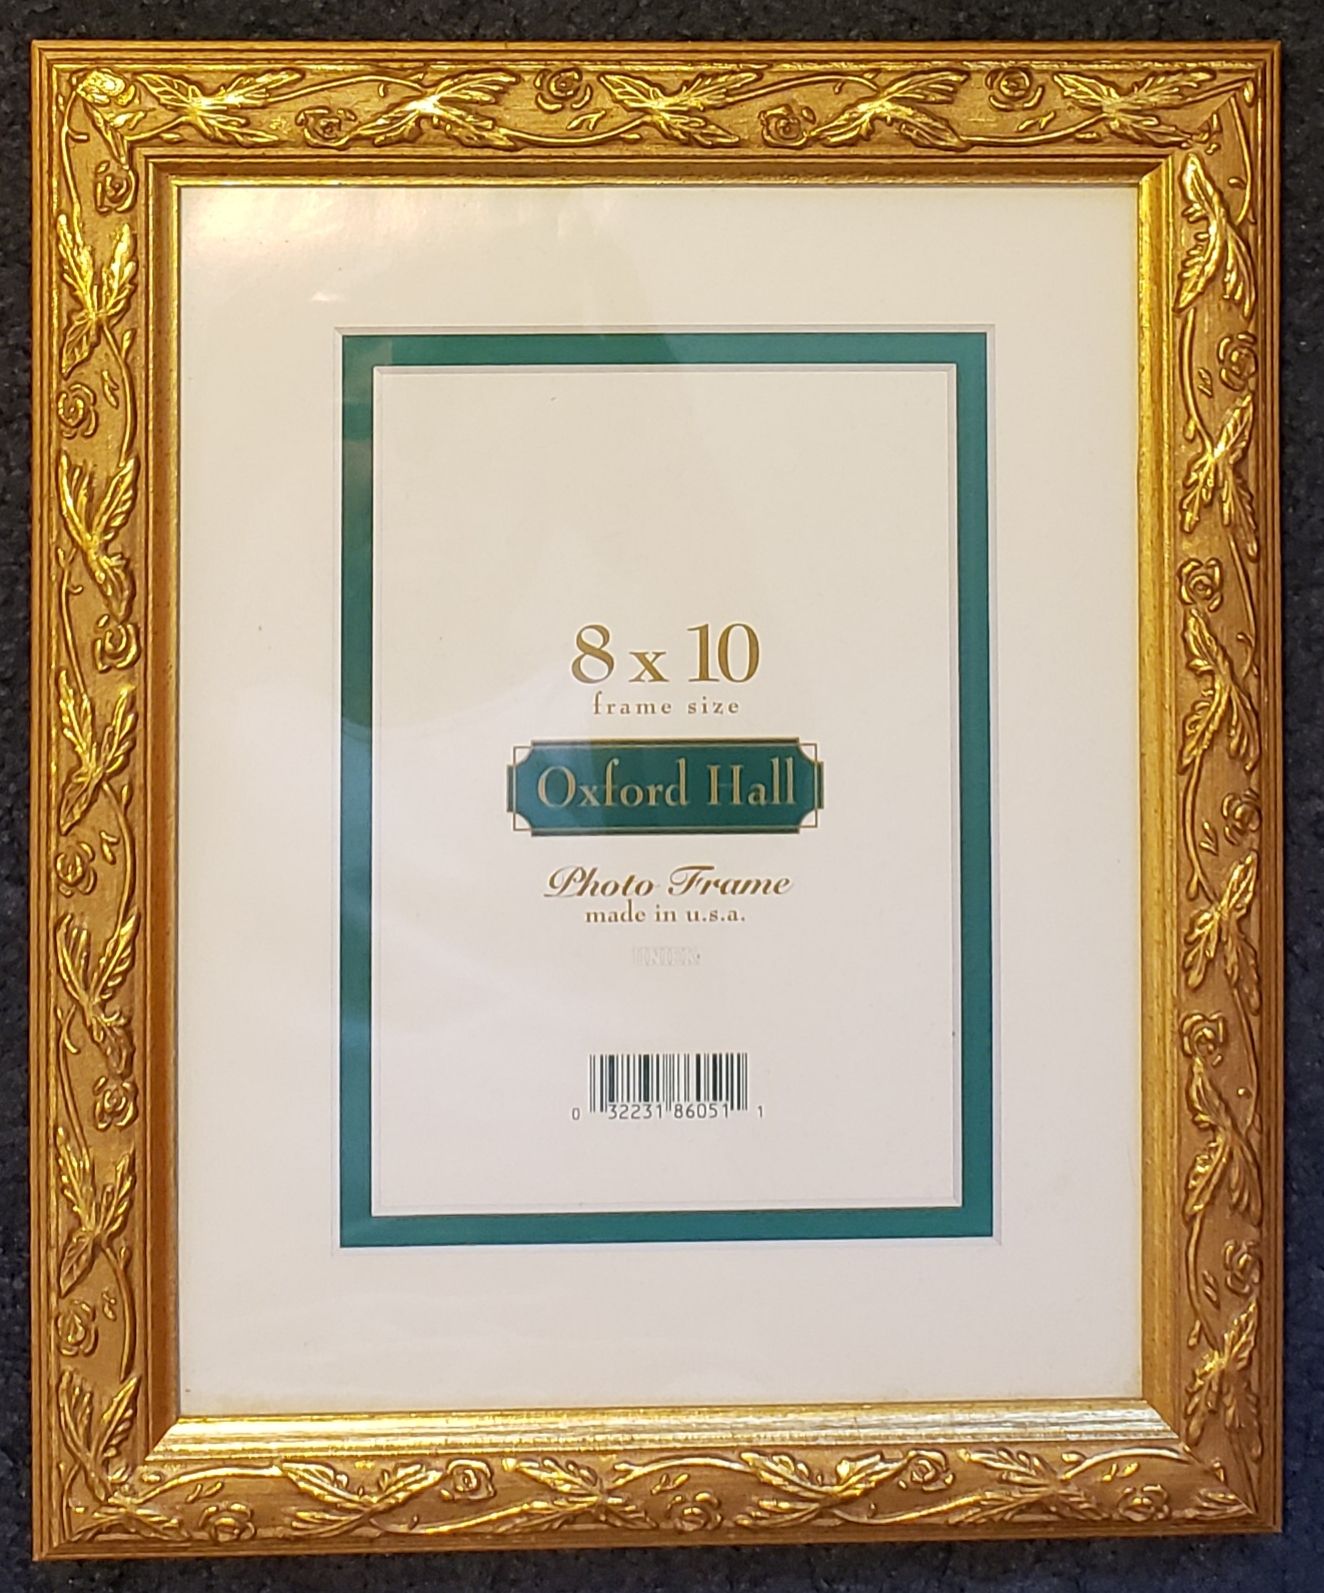 8 x 10
frame size
Oxford Hall
Photo Frame
made in u.s.a.
0 32231 86051 1